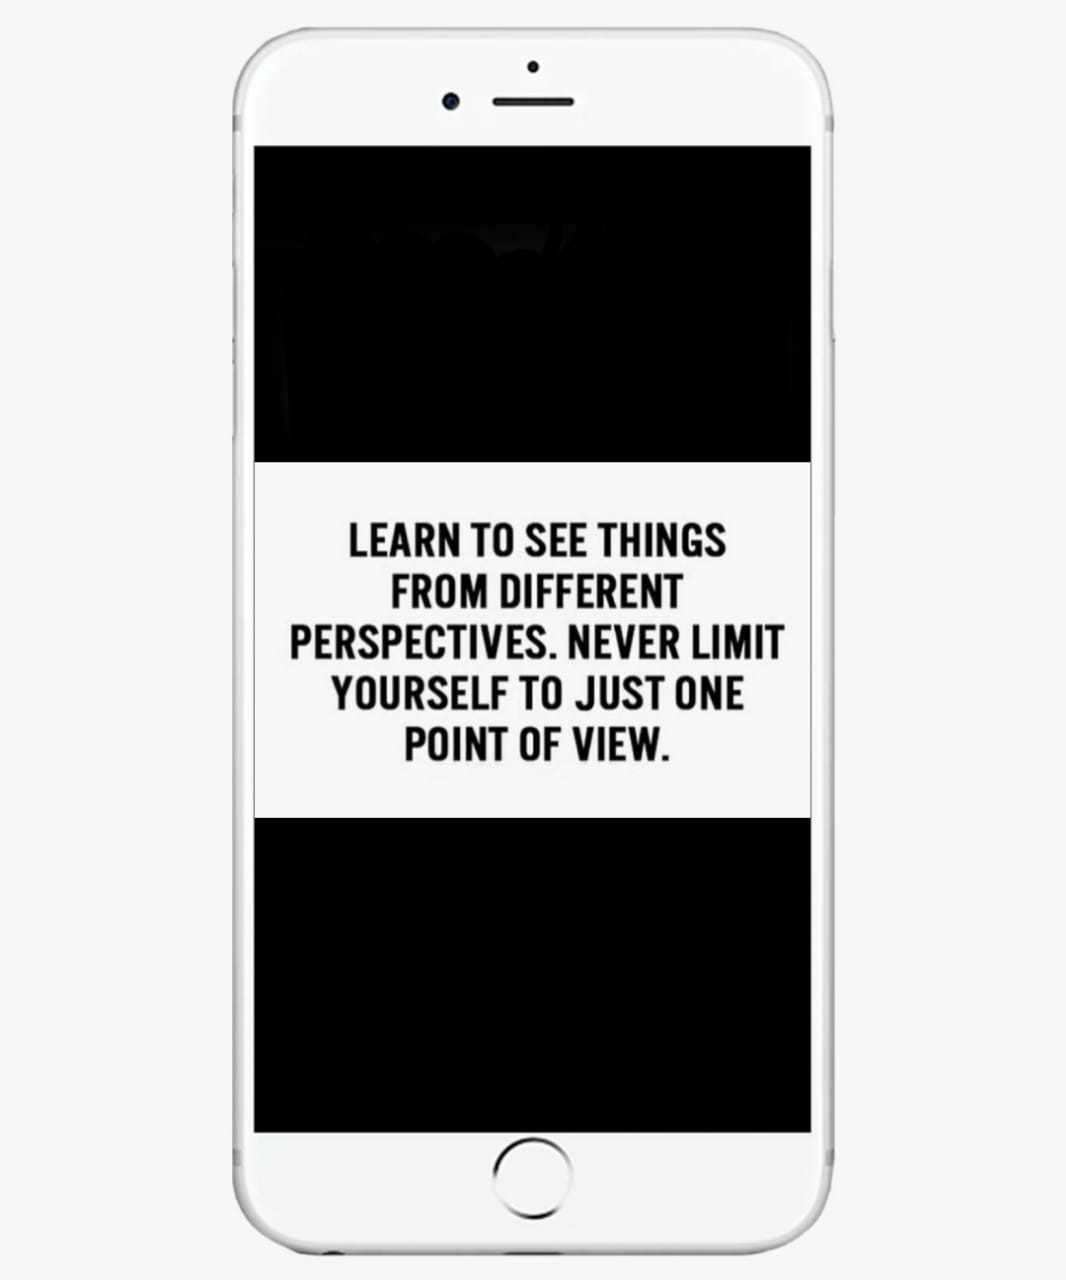 LEARN TO SEE THINGS
FROM DIFFERENT
PERSPECTIVES. NEVER LIMIT
YOURSELF TO JUST ONE
POINT OF VIEW.